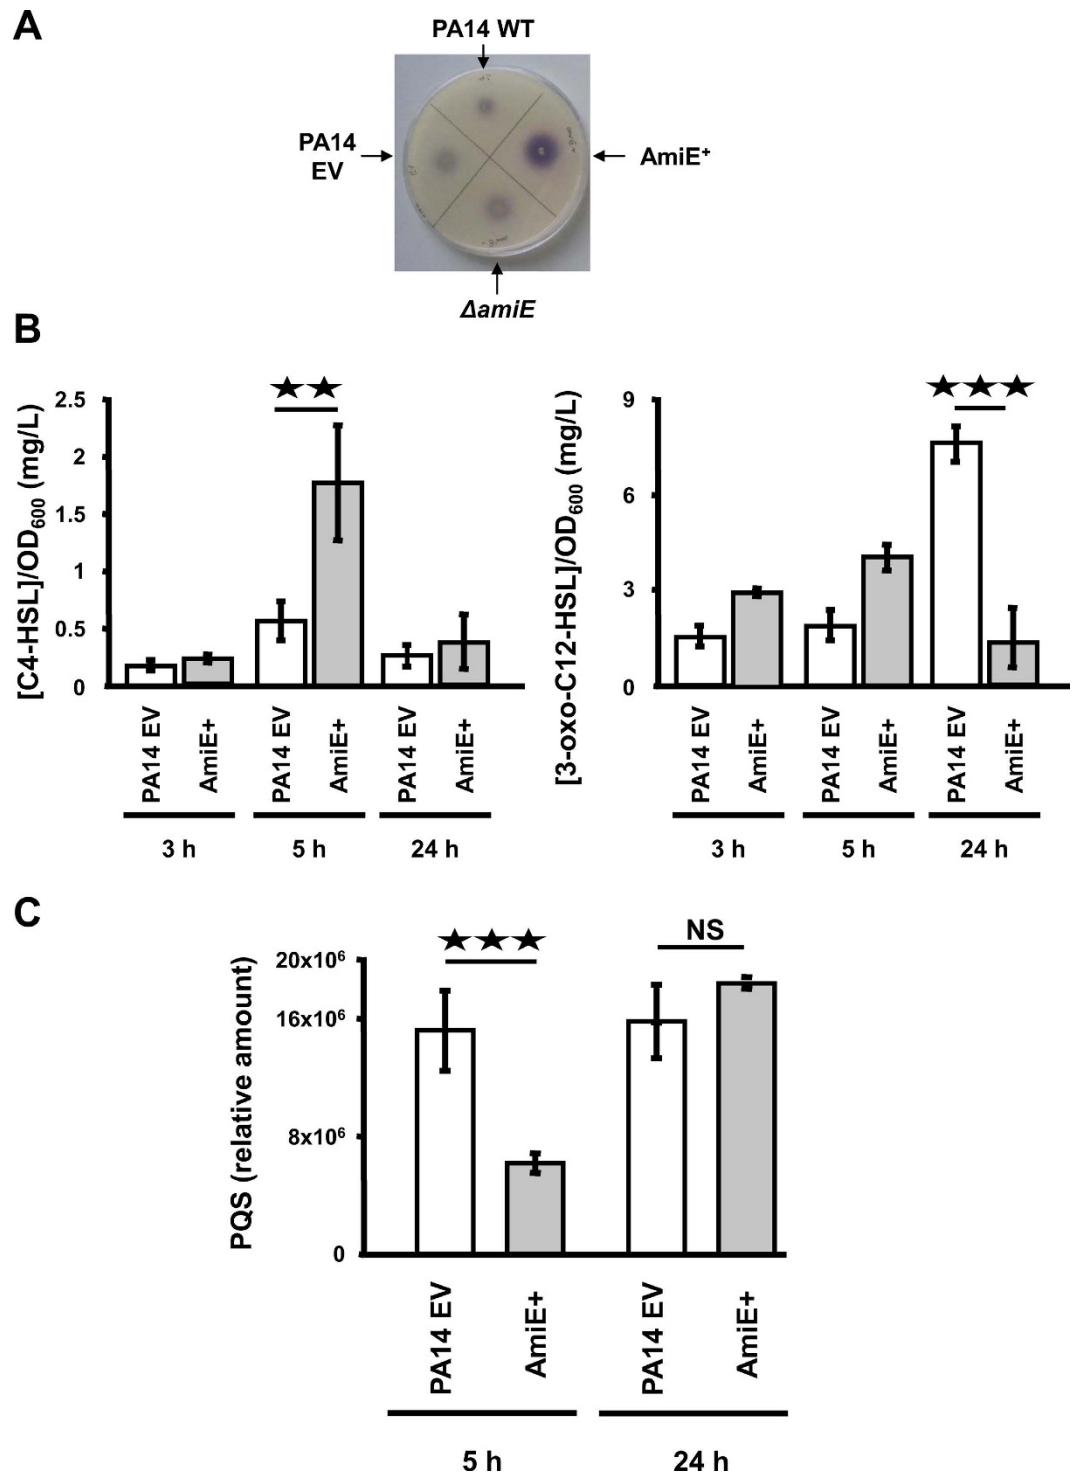 A
PA14 WT
PA14
EV
AmiE⁺
ΔamiE
B
[C4-HSL]/OD₆₀₀ (mg/L)
2.5
2
1.5
1
0.5
0
PA14 EV
AmiE+
PA14 EV
AmiE+
PA14 EV
AmiE+
3 h
5 h
24 h
[3-oxo-C12-HSL]/OD₆₀₀ (mg/L)
9
6
3
0
PA14 EV
AmiE+
PA14 EV
AmiE+
PA14 EV
AmiE+
3 h
5 h
24 h
C
PQS (relative amount)
NS
20x10⁶
16x10⁶
8x10⁶
0
PA14 EV
AmiE+
PA14 EV
AmiE+
5 h
24 h